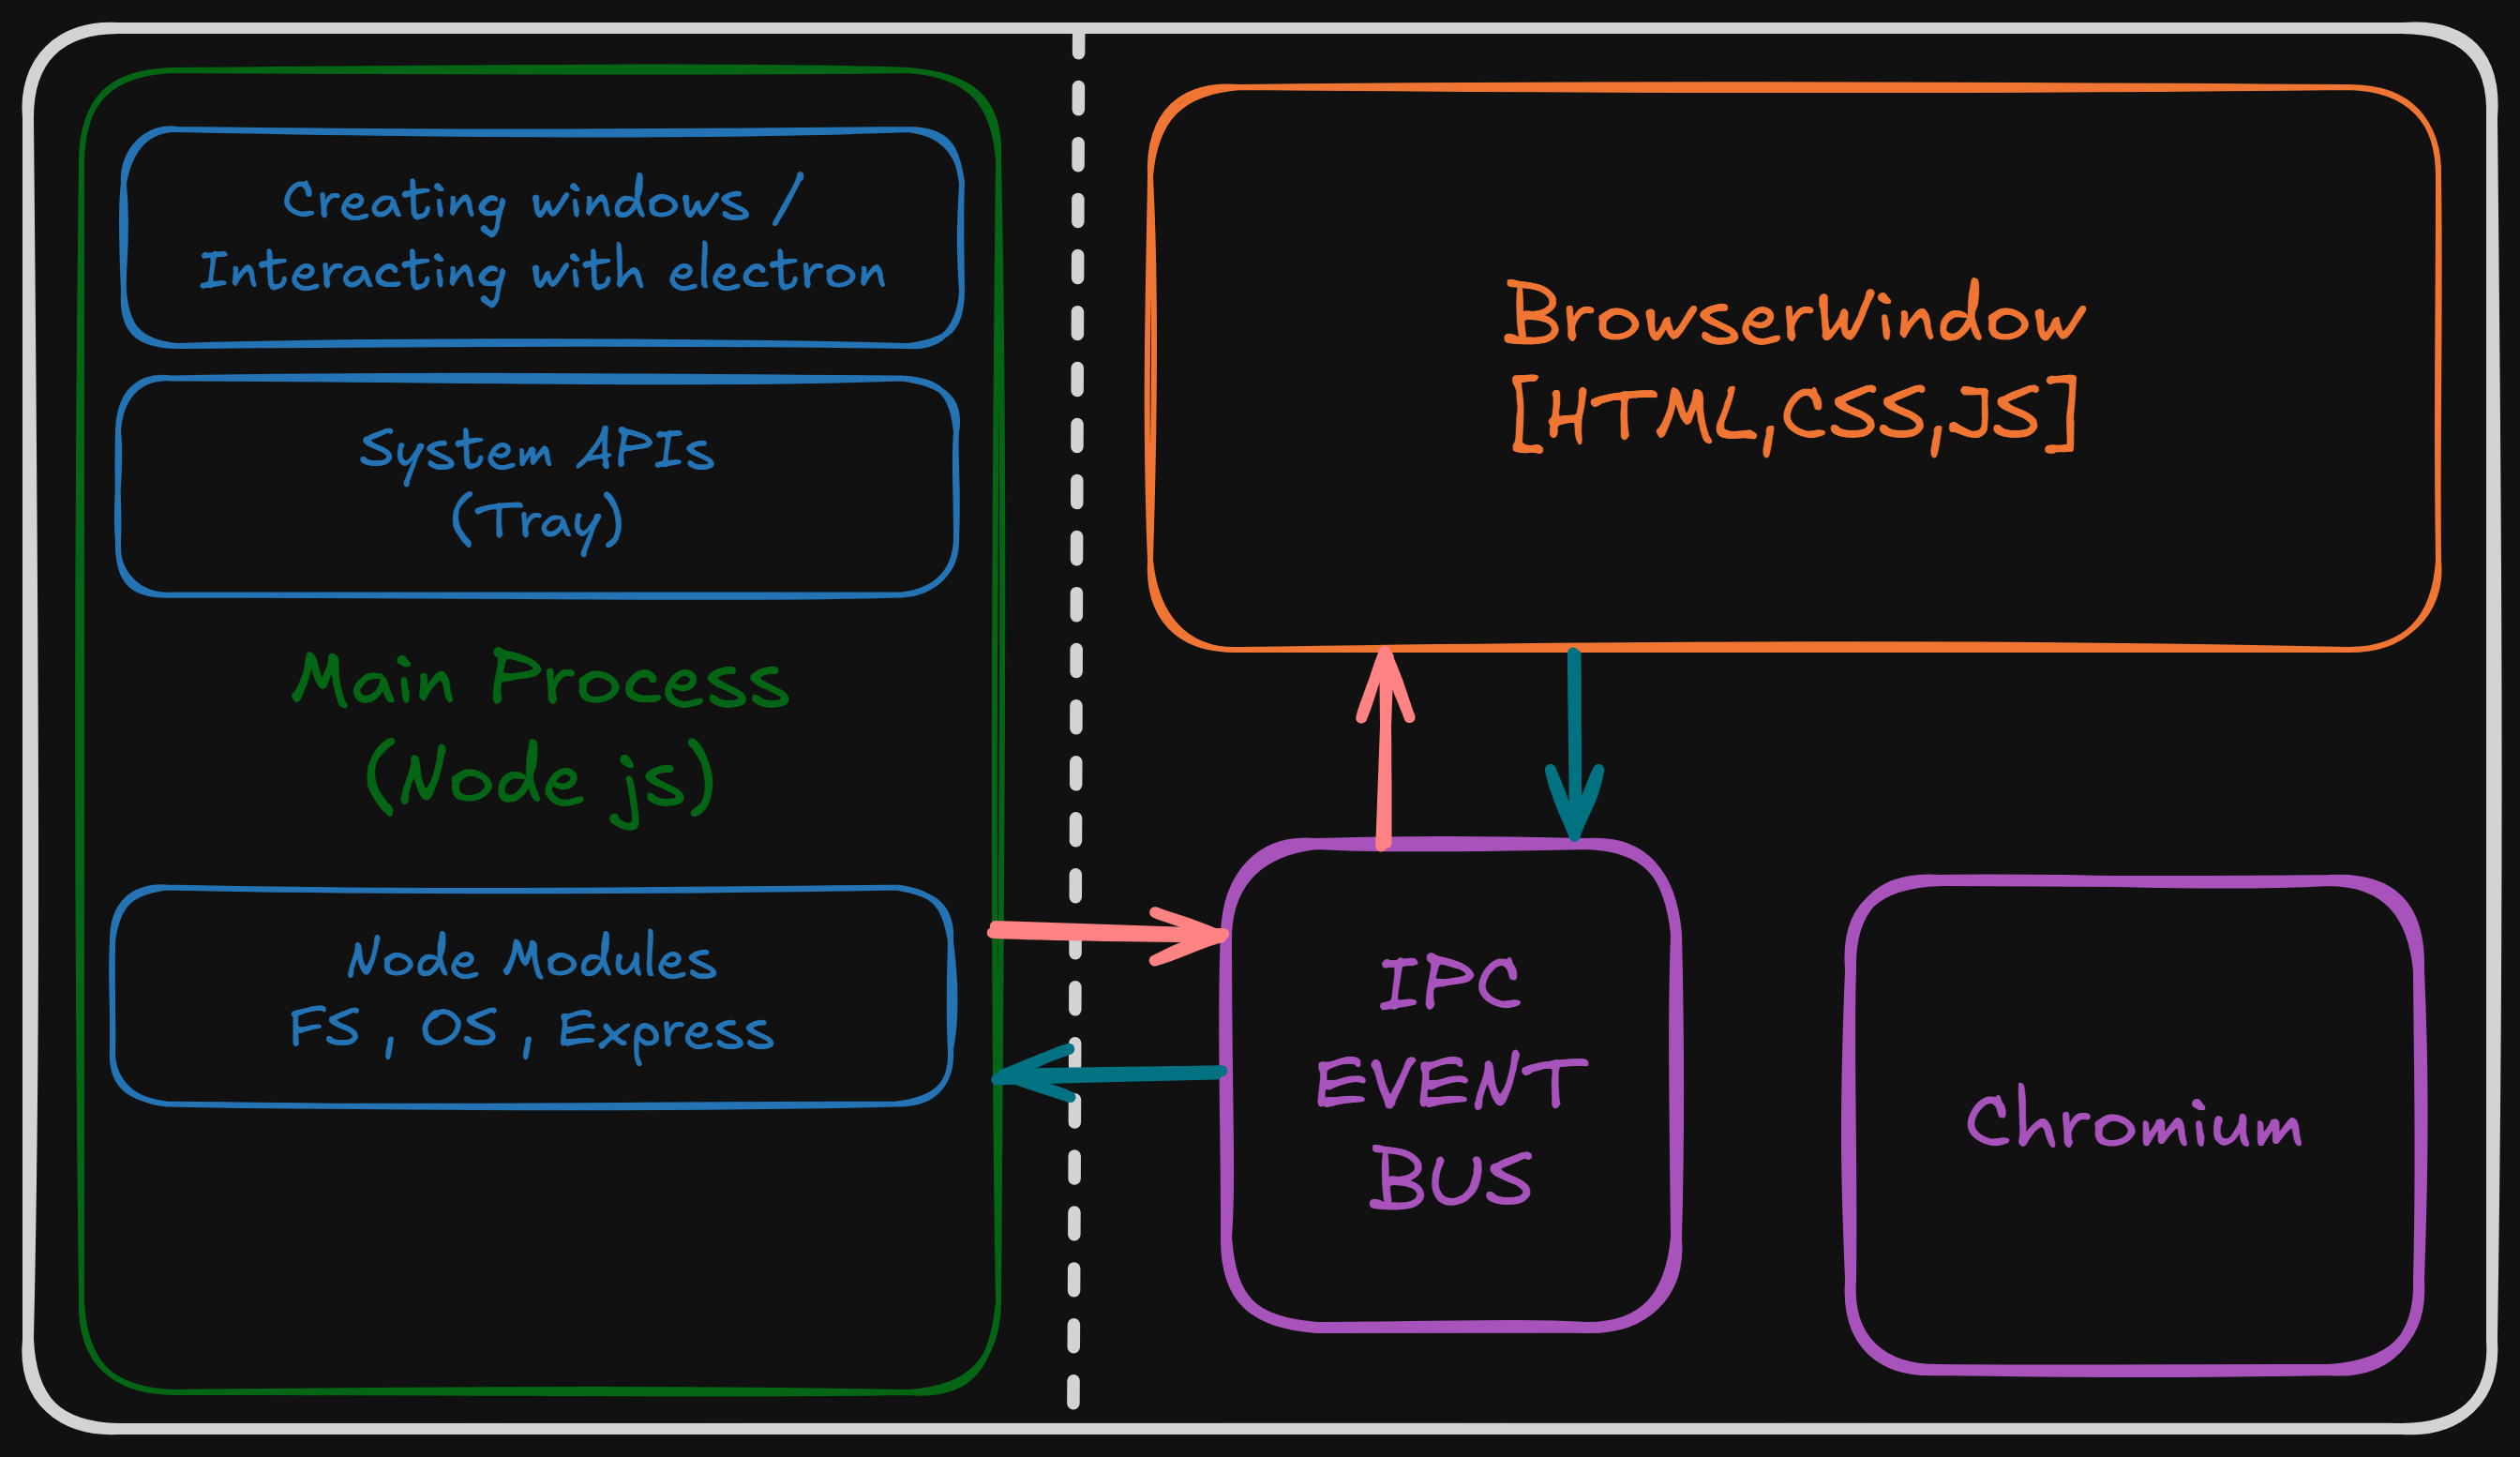 Creating windows /
Interacting with electron
System APIs
(Tray)
Main Process
(Node js)
Node Modules
FS , OS , Express
BrowserWindow
[HTML,CSS,JS]
IPC
EVENT
BUS
Chromium